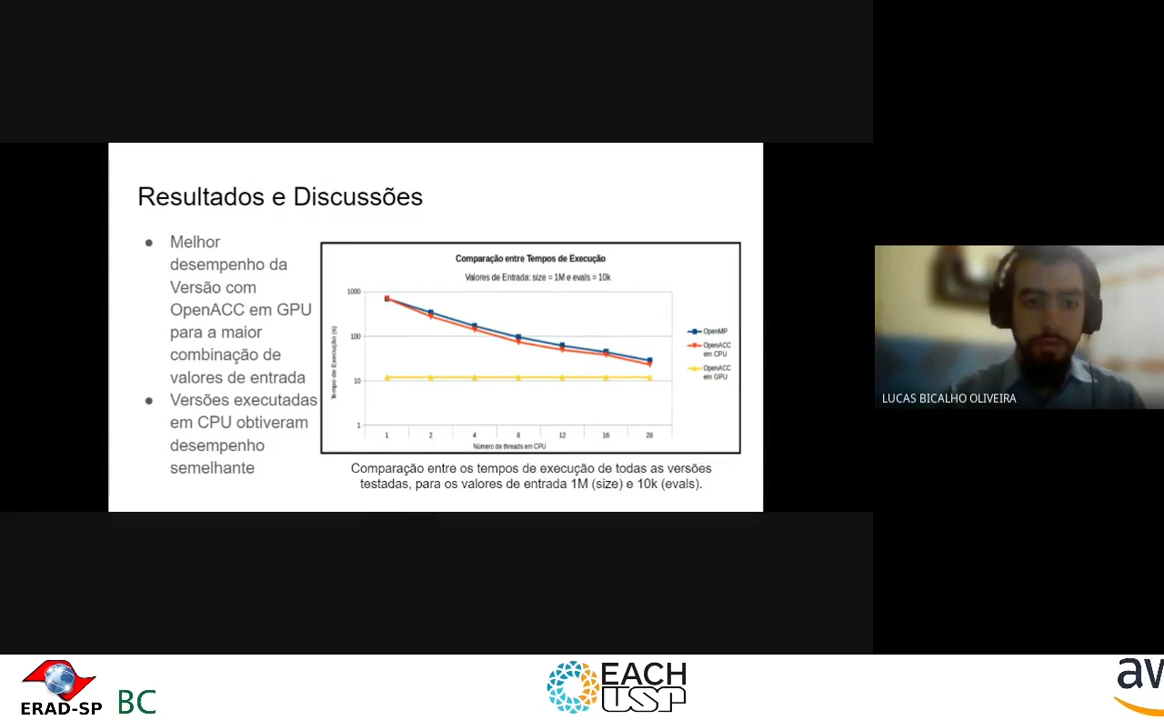 Resultados e Discussões
● Melhor
desempenho da
Versão com
OpenACC em GPU
para a maior
combinação de
valores de entrada
● Versões executadas
em CPU obtiveram
desempenho
semelhante
Comparação entre Tempos de Execução
Valores de Entrada: size = 1M e evals = 10k
Tempo de Execução (s)
1000
100
10
1
1 2 4 8 12 16 28
Número de threads em CPU
OpenMP
OpenACC
em CPU
OpenACC
em GPU
Comparação entre os tempos de execução de todas as versões
testadas, para os valores de entrada 1M (size) e 10k (evals).
LUCAS BICALHO OLIVEIRA
ERAD-SP
BC
EACH
USP